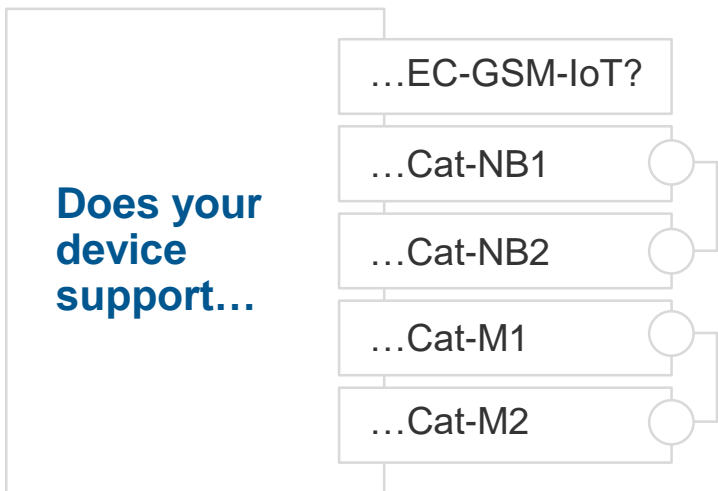 Does your
device
support…
…EC-GSM-IoT?
…Cat-NB1
…Cat-NB2
…Cat-M1
…Cat-M2